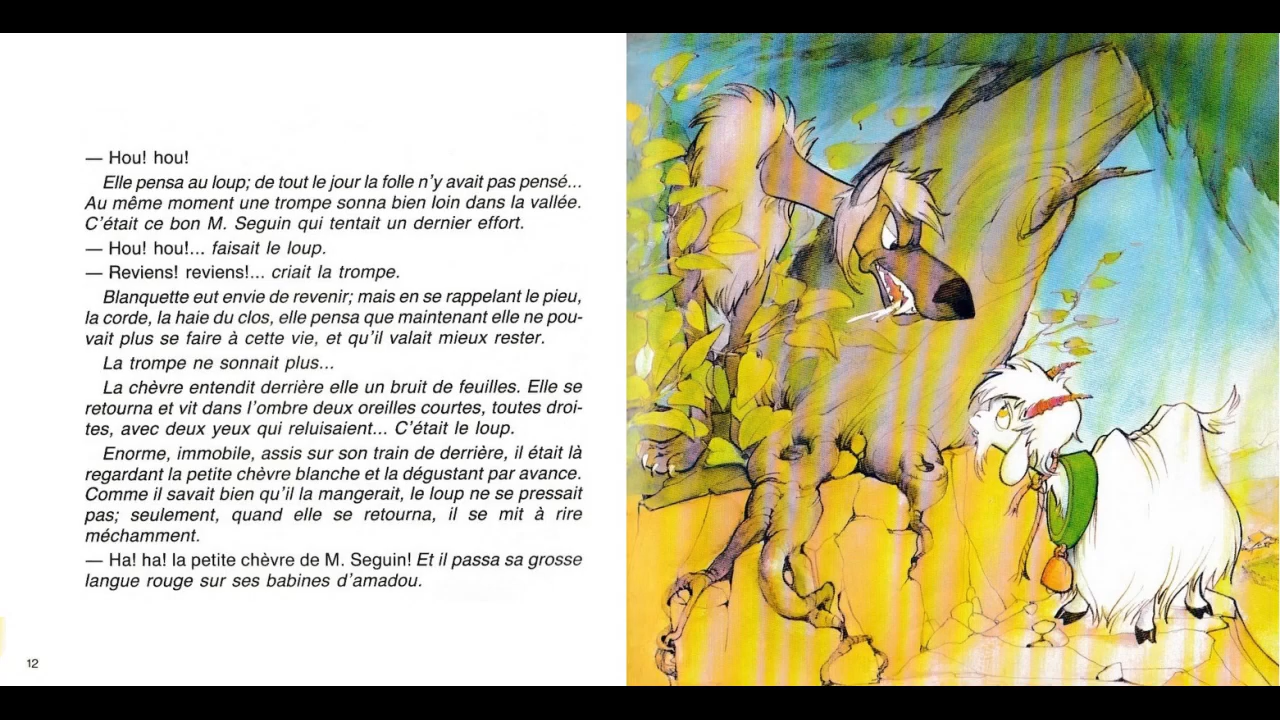 — Hou! hou!
Elle pensa au loup; de tout le jour la folle n'y avait pas pensé...
Au même moment une trompe sonna bien loin dans la vallée.
C'était ce bon M. Seguin qui tentait un dernier effort.
— Hou! hou!... faisait le loup.
— Reviens! reviens!... criait la trompe.
Blanquette eut envie de revenir; mais en se rappelant le pieu,
la corde, la haie du clos, elle pensa que maintenant elle ne pou-
vait plus se faire à cette vie, et qu'il valait mieux rester.
La trompe ne sonnait plus...
La chèvre entendit derrière elle un bruit de feuilles. Elle se
retourna et vit dans l'ombre deux oreilles courtes, toutes droi-
tes, avec deux yeux qui reluisaient... C'était le loup.
Enorme, immobile, assis sur son train de derrière, il était là
regardant la petite chèvre blanche et la dégustant par avance.
Comme il savait bien qu'il la mangerait, le loup ne se pressait
pas; seulement, quand elle se retourna, il se mit à rire
méchamment.
— Ha! ha! la petite chèvre de M. Seguin! Et il passa sa grosse
langue rouge sur ses babines d'amadou.
12